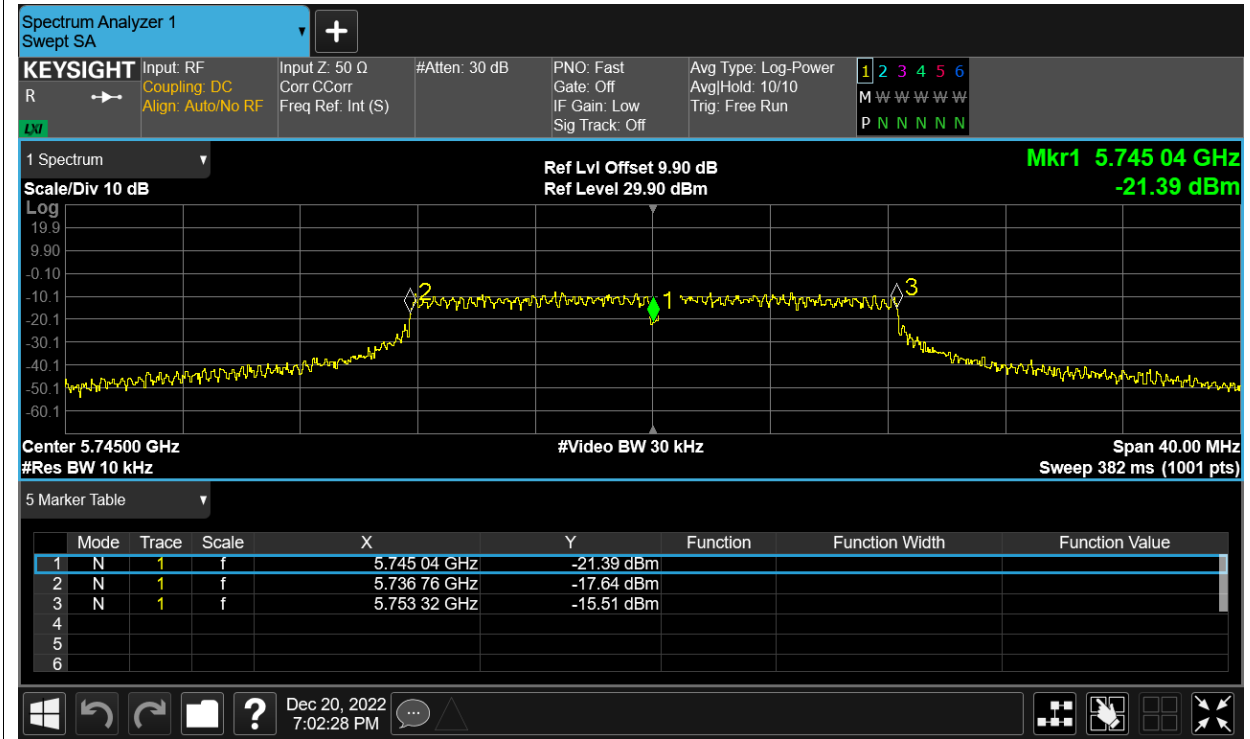 Spectrum Analyzer 1
Swept SA
+
KEYSIGHT Input: RF Input Z: 50 Ω #Atten: 30 dB PNO: Fast Avg Type: Log-Power 1 2 3 4 5 6
R Coupling: DC Corr CCorr Gate: Off Avg|Hold: 10/10 M W W W W W W
Align: Auto/No RF Freq Ref: Int (S) IF Gain: Low Trig: Free Run
LXI Sig Track: Off P N N N N N N
1 Spectrum
Ref Lvl Offset 9.90 dB Mkr1 5.745 04 GHz
Scale/Div 10 dB Ref Level 29.90 dBm -21.39 dBm
Log
19.9
9.90
-0.10
-10.1 2 1 3
-20.1
-30.1
-40.1
-50.1
-60.1
Center 5.74500 GHz #Video BW 30 kHz Span 40.00 MHz
#Res BW 10 kHz Sweep 382 ms (1001 pts)
5 Marker Table
Mode Trace Scale X Y Function Function Width Function Value
1 N 1 f 5.745 04 GHz -21.39 dBm
2 N 1 f 5.736 76 GHz -17.64 dBm
3 N 1 f 5.753 32 GHz -15.51 dBm
4
5
6
? Dec 20, 2022
7:02:28 PM